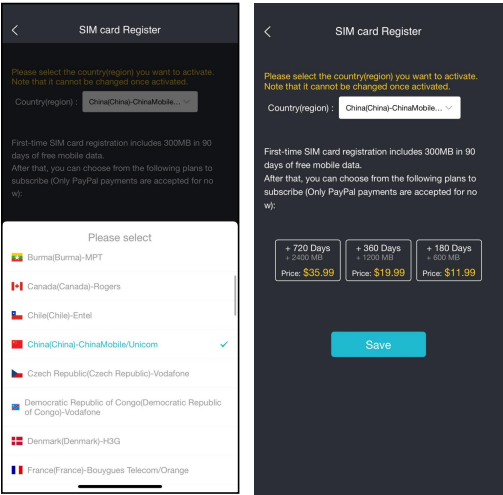 SIM card Register
Please select the country(region) you want to activate.
Note that it cannot be changed once activated.
Country(region) :
China(China)-ChinaMobile...
First-time SIM card registration includes 300MB in 90
days of free mobile data.
After that, you can choose from the following plans to
subscribe (Only PayPal payments are accepted for no
w):
Please select
Burma(Burma)-MPT
Canada(Canada)-Rogers
Chile(Chile)-Entel
China(China)-ChinaMobile/Unicom
Czech Republic(Czech Republic)-Vodafone
Democratic Republic of Congo(Democratic Republic
of Congo)-Vodafone
Denmark(Denmark)-H3G
France(France)-Bouygues Telecom/Orange
SIM card Register
Please select the country(region) you want to activate.
Note that it cannot be changed once activated.
Country(region) :
China(China)-ChinaMobile...
First-time SIM card registration includes 300MB in 90
days of free mobile data.
After that, you can choose from the following plans to
subscribe (Only PayPal payments are accepted for no
w):
+ 720 Days
+ 2400 MB
Price: $35.99
+ 360 Days
+ 1200 MB
Price: $19.99
+ 180 Days
+ 600 MB
Price: $11.99
Save